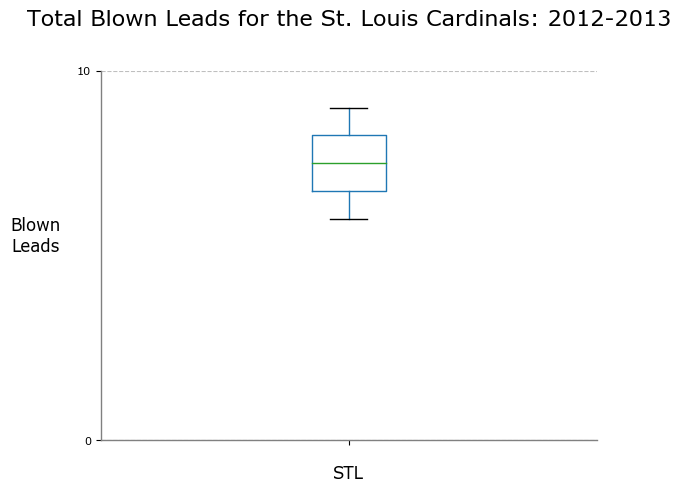 Total Blown Leads for the St. Louis Cardinals: 2012-2013
10
Blown
Leads
0
STL